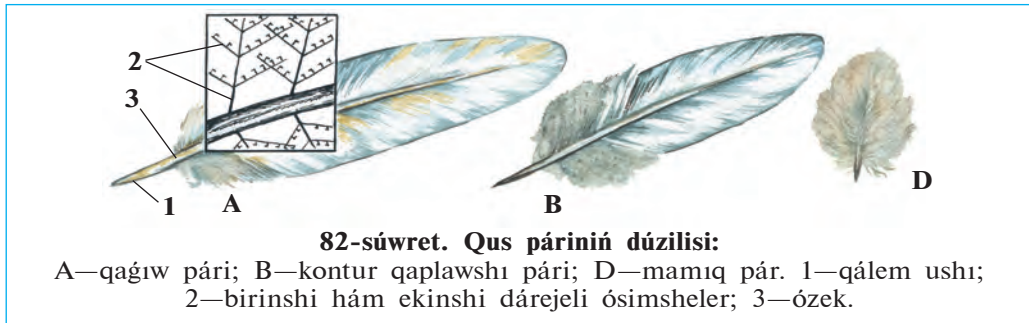 2
3
1
A
B
D
82-súwret. Qus páriniń dúzilisi:
A—qaǵıw pári; B—kontur qaplawshı pári; D—mamıq pár. 1—qálem ushı;
2—birinshi hám ekinshi dárejeli ósimsheler; 3—ózek.